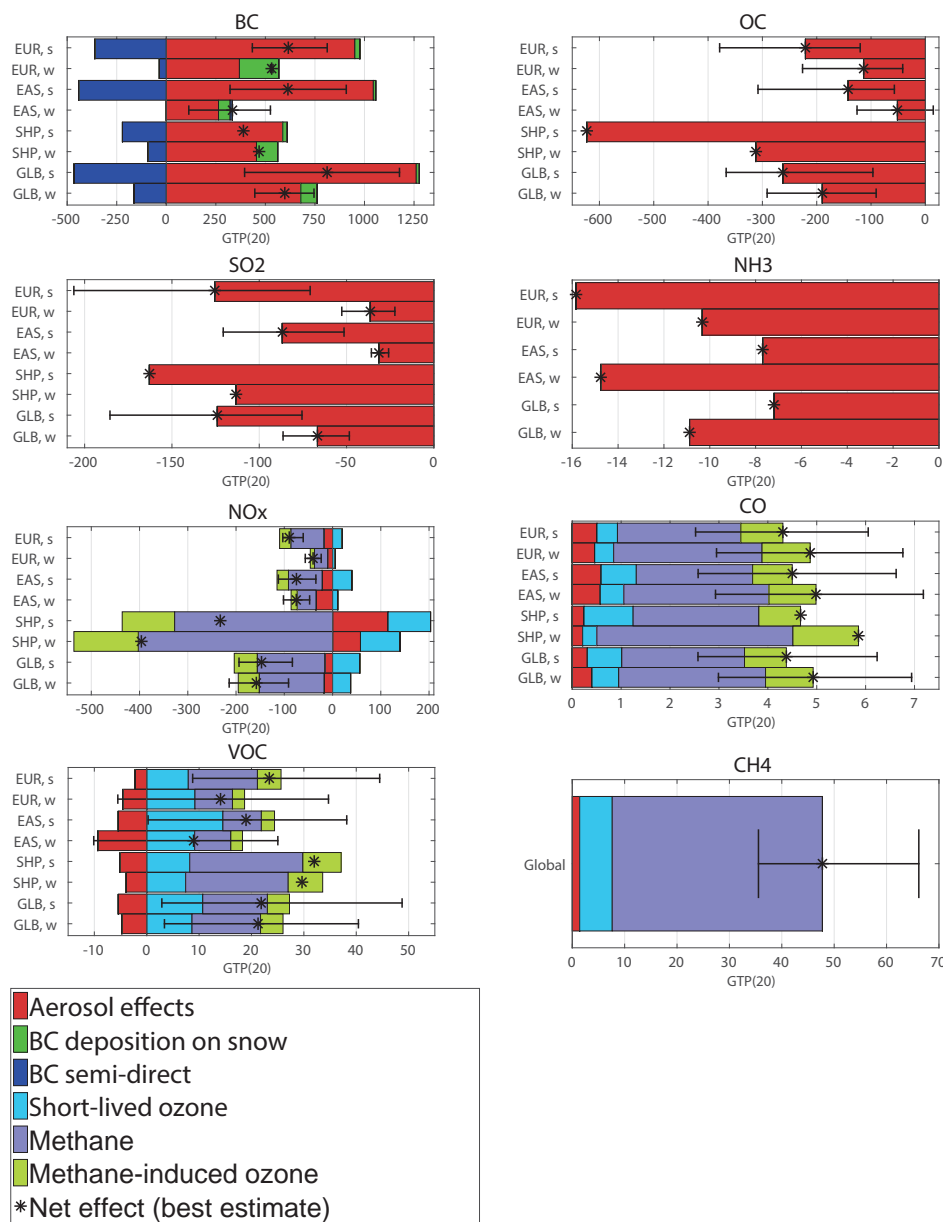 BC
EUR, s
EUR, w
EAS, s
EAS, w
SHP, s
SHP, w
GLB, s
GLB, w
-500 -250 0 250 500 750 1000 1250
GTP(20)
OC
EUR, s
EUR, w
EAS, s
EAS, w
SHP, s
SHP, w
GLB, s
GLB, w
-600 -500 -400 -300 -200 -100 0
GTP(20)
SO2
EUR, s
EUR, w
EAS, s
EAS, w
SHP, s
SHP, w
GLB, s
GLB, w
-200 -150 -100 -50 0
GTP(20)
NH3
EUR, s
EUR, w
EAS, s
EAS, w
GLB, s
GLB, w
-16 -14 -12 -10 -8 -6 -4 -2 0
GTP(20)
NOx
EUR, s
EUR, w
EAS, s
EAS, w
SHP, s
SHP, w
GLB, s
GLB, w
-500 -400 -300 -200 -100 0 100 200
GTP(20)
CO
EUR, s
EUR, w
EAS, s
EAS, w
SHP, s
SHP, w
GLB, s
GLB, w
0 1 2 3 4 5 6 7
GTP(20)
VOC
EUR, s
EUR, w
EAS, s
EAS, w
SHP, s
SHP, w
GLB, s
GLB, w
-10 0 10 20 30 40 50
GTP(20)
CH4
Global
0 10 20 30 40 50 60 70
GTP(20)
Aerosol effects
BC deposition on snow
BC semi-direct
Short-lived ozone
Methane
Methane-induced ozone
Net effect (best estimate)